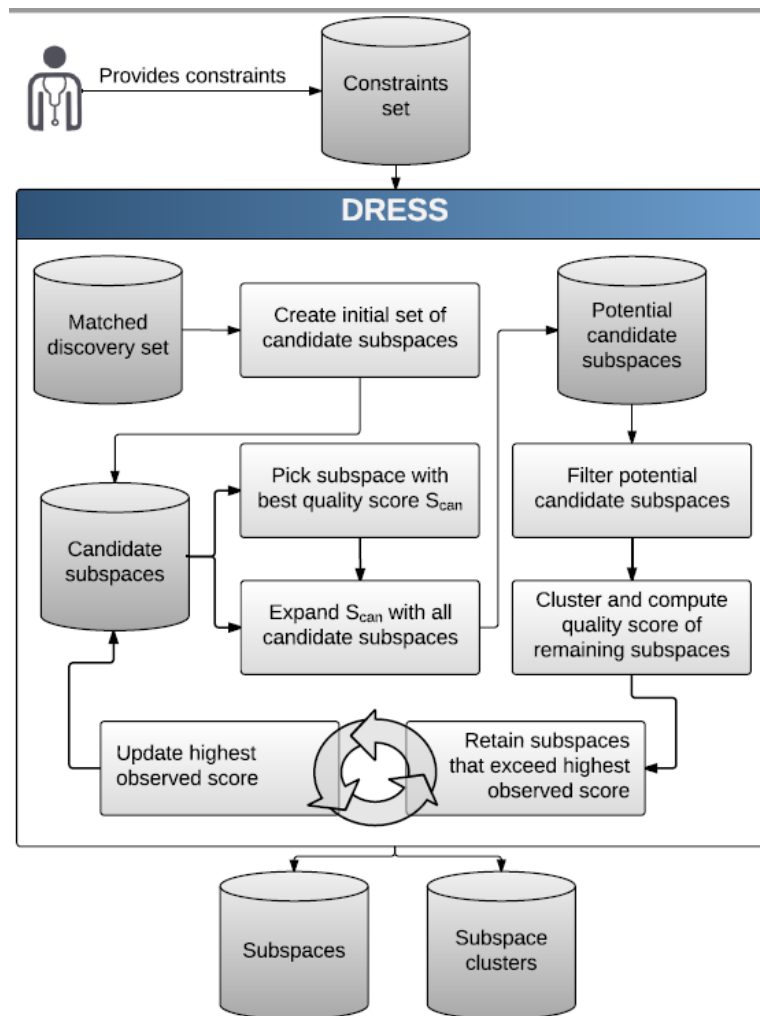 Provides constraints
Constraints
set
DRESS
Matched
discovery set
Create initial set of
candidate subspaces
Potential
candidate
subspaces
Candidate
subspaces
Pick subspace with
best quality score Scan
Filter potential
candidate subspaces
Expand Scan with all
candidate subspaces
Cluster and compute
quality score of
remaining subspaces
Update highest
observed score
Retain subspaces
that exceed highest
observed score
Subspaces
Subspace
clusters